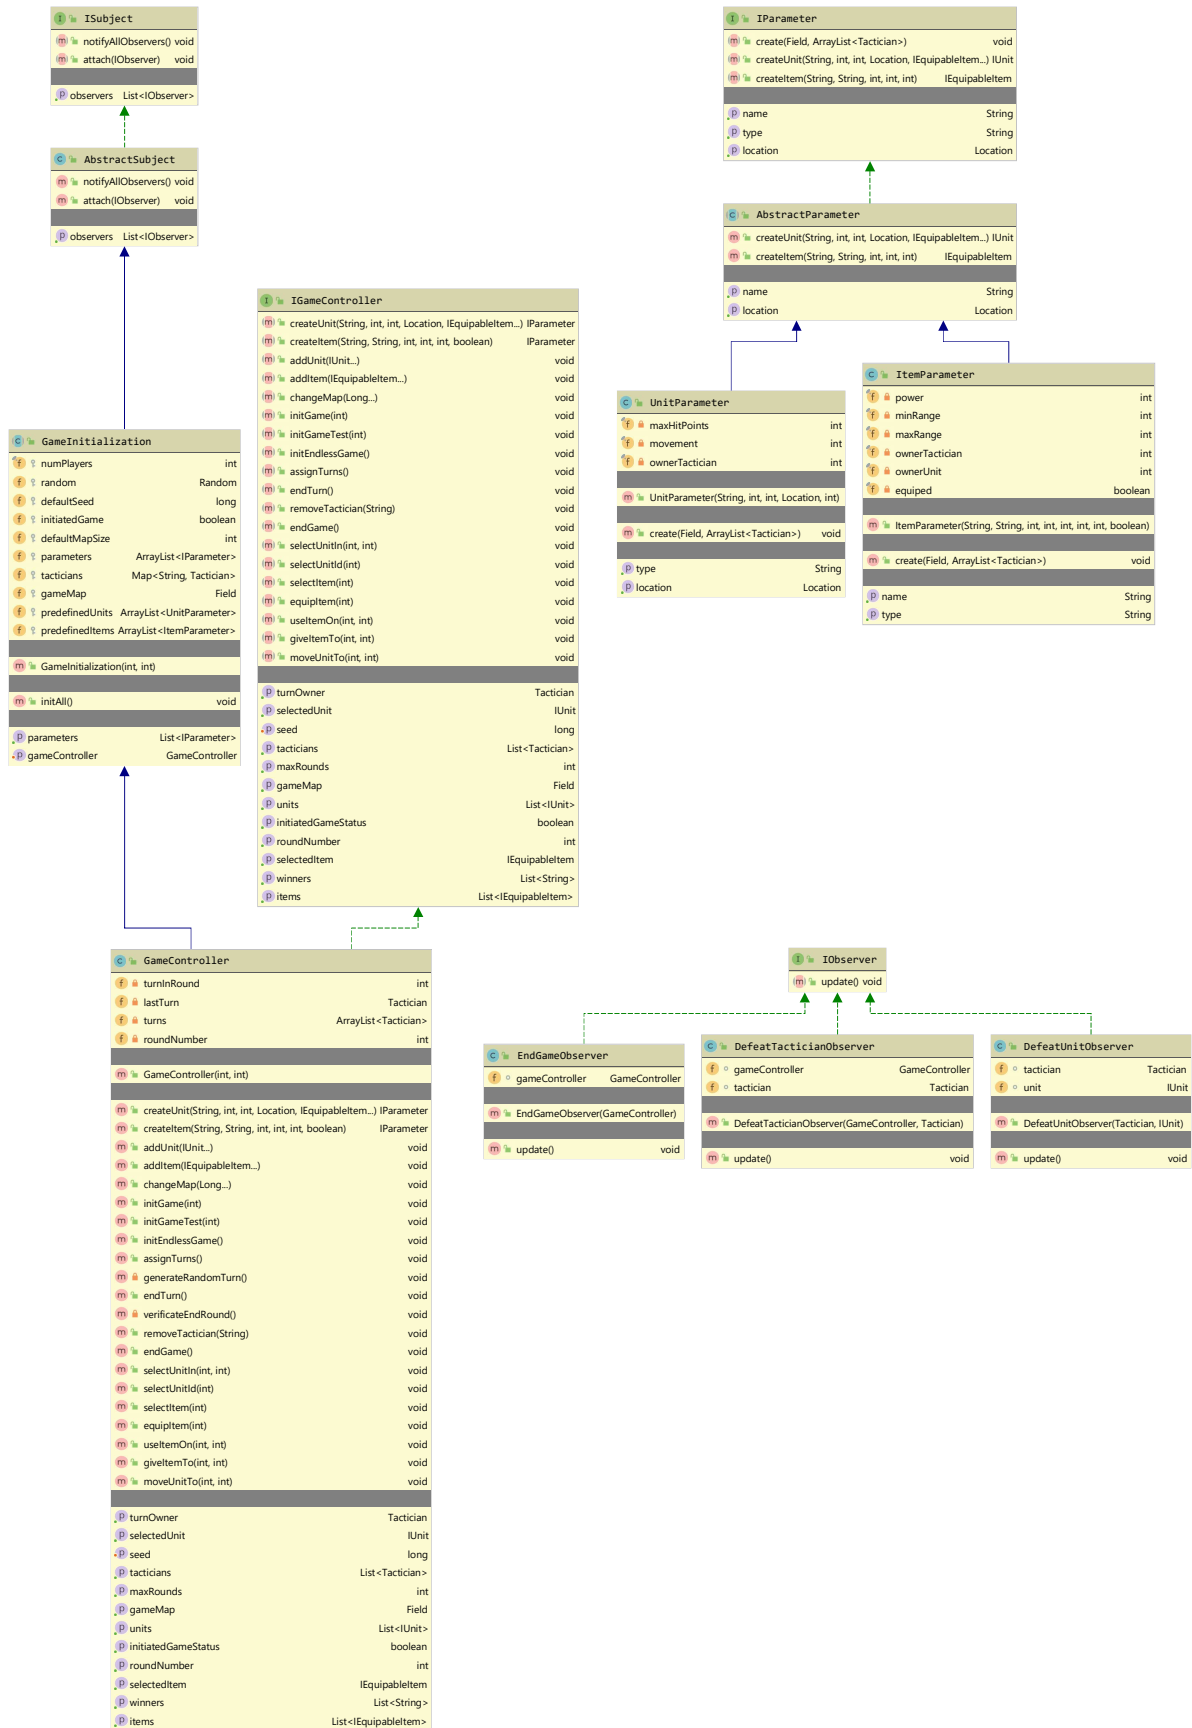 ISubject
notifyAllObservers() void
attach(IObserver) void
observers List<IObserver>
AbstractSubject
notifyAllObservers() void
attach(IObserver) void
observers List<IObserver>
GameInitialization
numPlayers int
random Random
defaultSeed long
initiatedGame boolean
defaultMapSize int
parameters ArrayList<IParameter>
tacticians Map<String, Tactician>
gameMap Field
predefinedUnits ArrayList<UnitParameter>
predefinedItems ArrayList<ItemParameter>
GameInitialization(int, int)
initAll() void
parameters List<IParameter>
gameController GameController
IGameController
createUnit(String, int, int, Location, IEquipableItem...) IParameter
createItem(String, String, int, int, int, boolean) IParameter
addUnit(IUnit...) void
addItem(IEquipableItem...) void
changeMap(Long...) void
initGame(int) void
initGameTest(int) void
initEndlessGame() void
assignTurns() void
endTurn() void
removeTactician(String) void
endGame() void
selectUnitIn(int, int) void
selectUnitId(int) void
selectItem(int) void
equipItem(int) void
useItemOn(int, int) void
giveItemTo(int, int) void
moveUnitTo(int, int) void
turnOwner Tactician
selectedUnit IUnit
seed long
tacticians List<Tactician>
maxRounds int
gameMap Field
units List<IUnit>
initiatedGameStatus boolean
roundNumber int
selectedItem IEquipableItem
winners List<String>
items List<IEquipableItem>
IParameter
create(Field, ArrayList<Tactician>) void
createUnit(String, int, int, Location, IEquipableItem...) IUnit
createItem(String, String, int, int, int) IEquipableItem
name String
type String
location Location
AbstractParameter
createUnit(String, int, int, Location, IEquipableItem...) IUnit
createItem(String, String, int, int, int) IEquipableItem
name String
location Location
UnitParameter
maxHitPoints int
movement int
ownerTactician int
UnitParameter(String, int, int, Location, int)
create(Field, ArrayList<Tactician>) void
type String
location Location
ItemParameter
power int
minRange int
maxRange int
ownerTactician int
ownerUnit int
equiped boolean
ItemParameter(String, String, int, int, int, int, int, boolean)
create(Field, ArrayList<Tactician>) void
name String
type String
GameController
turnInRound int
lastTurn Tactician
turns ArrayList<Tactician>
roundNumber int
GameController(int, int)
createUnit(String, int, int, Location, IEquipableItem...) IParameter
createItem(String, String, int, int, int, boolean) IParameter
addUnit(IUnit...) void
addItem(IEquipableItem...) void
changeMap(Long...) void
initGame(int) void
initGameTest(int) void
initEndlessGame() void
assignTurns() void
generateRandomTurn() void
endTurn() void
verificateEndRound() void
removeTactician(String) void
endGame() void
selectUnitIn(int, int) void
selectUnitId(int) void
selectItem(int) void
equipItem(int) void
useItemOn(int, int) void
giveItemTo(int, int) void
moveUnitTo(int, int) void
turnOwner Tactician
selectedUnit IUnit
seed long
tacticians List<Tactician>
maxRounds int
gameMap Field
units List<IUnit>
initiatedGameStatus boolean
roundNumber int
selectedItem IEquipableItem
winners List<String>
items List<IEquipableItem>
IObserver
update() void
EndGameObserver
gameController GameController
EndGameObserver(GameController)
update() void
DefeatTacticianObserver
gameController GameController
tactician Tactician
DefeatTacticianObserver(GameController, Tactician)
update() void
DefeatUnitObserver
tactician Tactician
unit IUnit
DefeatUnitObserver(Tactician, IUnit)
update() void